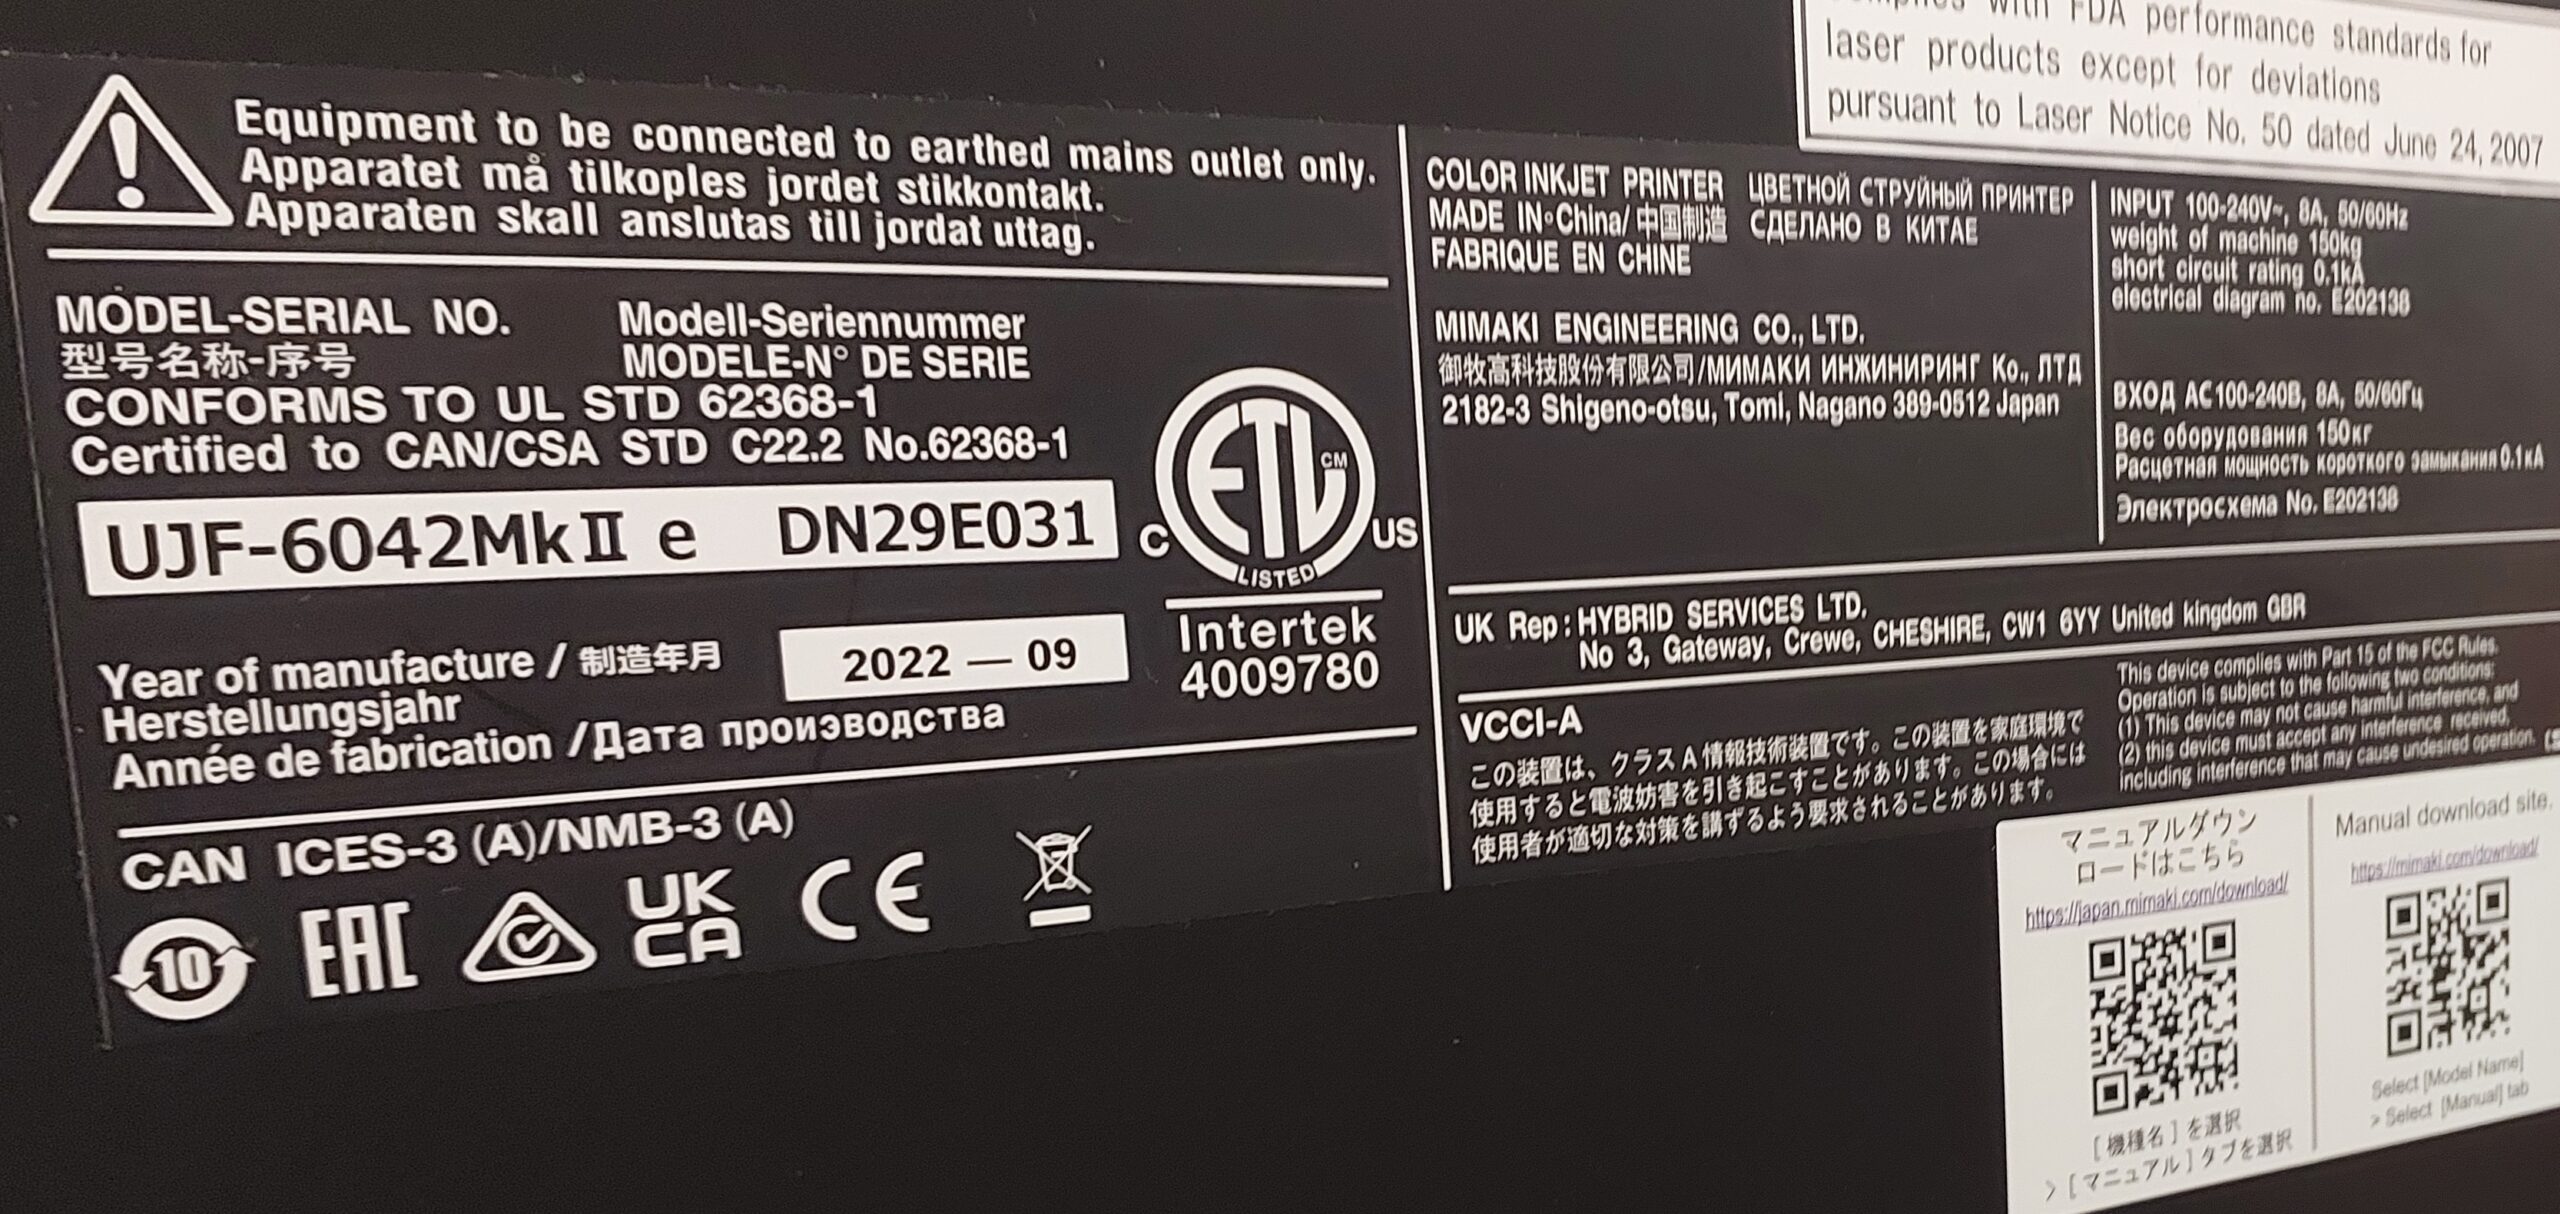 with FDA performance standards for
laser products except for deviations
pursuant to Laser Notice No. 50 dated June 24, 2007
Equipment to be connected to earthed mains outlet only.
Apparatet må tilkoples jordet stikkontakt.
Apparaten skall anslutas till jordat uttag.
MODEL-SERIAL NO. Modell-Seriennummer
型号名称-序号 MODELE-N° DE SERIE
CONFORMS TO UL STD 62368-1
Certified to CAN/CSA STD C22.2 No.62368-1
UJF-6042MkⅡ e DN29E031
C ETL CM US
LISTED
Intertek
4009780
Year of manufacture / 制造年月 2022 — 09
Herstellungsjahr
Année de fabrication /Дата производства
CAN ICES-3 (A)/NMB-3 (A)
10 EAC UK CA CE
COLOR INKJET PRINTER ЦВЕТНОЙ СТРУЙНЫЙ ПРИНТЕР
MADE IN China/ 中国制造 СДЕЛАНО В КИТАЕ
FABRIQUE EN CHINE
MIMAKI ENGINEERING CO., LTD.
御牧高科技股份有限公司/МИМАКИ ИНЖИНИРИНГ Ко., ЛТД
2182-3 Shigeno-otsu, Tomi, Nagano 389-0512 Japan
INPUT 100-240V~, 8A, 50/60Hz
weight of machine 150kg
short circuit rating 0.1kA
electrical diagram no. E202138
ВХОД АС 100-240В, 8А, 50/60Гц
Вес оборудования 150кг
Расцетная мощность короткого замыкания 0.1кА
Электросхема No. E202138
UK Rep : HYBRID SERVICES LTD.
No 3, Gateway, Crewe, CHESHIRE, CW1 6YY United kingdom GBR
VCCI-A
この装置は、クラスA情報技術装置です。この装置を家庭環境で
使用すると電波妨害を引き起こすことがあります。この場合には
使用者が適切な対策を講ずるよう要求されることがあります。
This device complies with Part 15 of the FCC Rules.
Operation is subject to the following two conditions:
(1) This device may not cause harmful interference, and
(2) this device must accept any interference received,
including interference that may cause undesired operation.
マニュアルダウン
ロードはこちら
https://japan.mimaki.com/download/
[ 機種名 ] を選択
> [ マニュアル ] タブを選択
Manual download site.
https://mimaki.com/download/
Select [Model Name]
> Select [Manual] tab